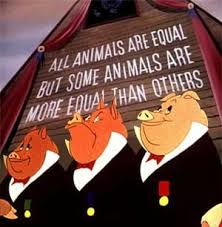 ALL ANIMALS ARE EQUAL
BUT SOME ANIMALS ARE
MORE EQUAL THAN OTHERS